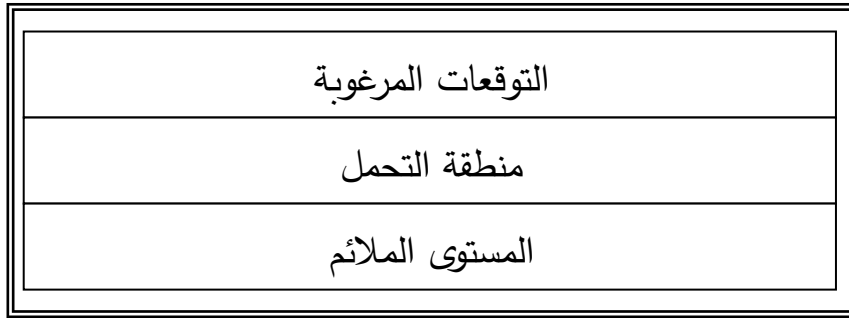 التوقعات المرغوبة
منطقة التحمل
المستوى الملائم